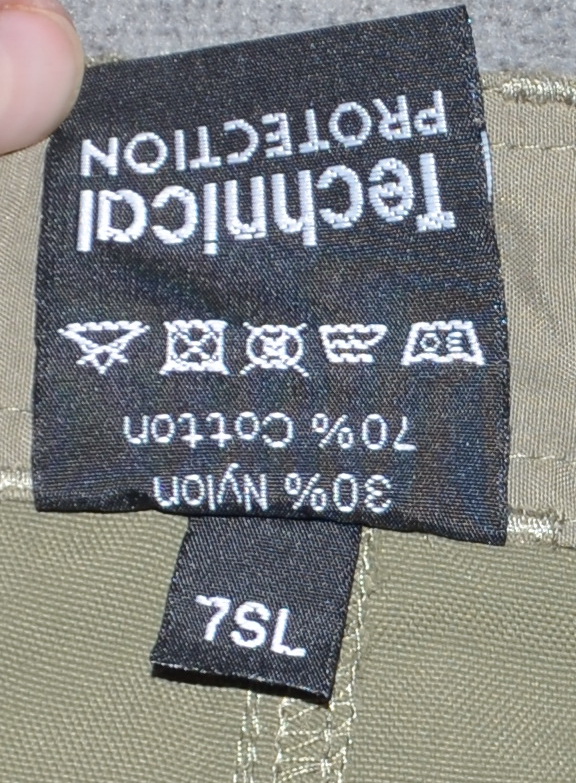 7SL
30% Nylon
70% Cotton
Technical
PROTECTION